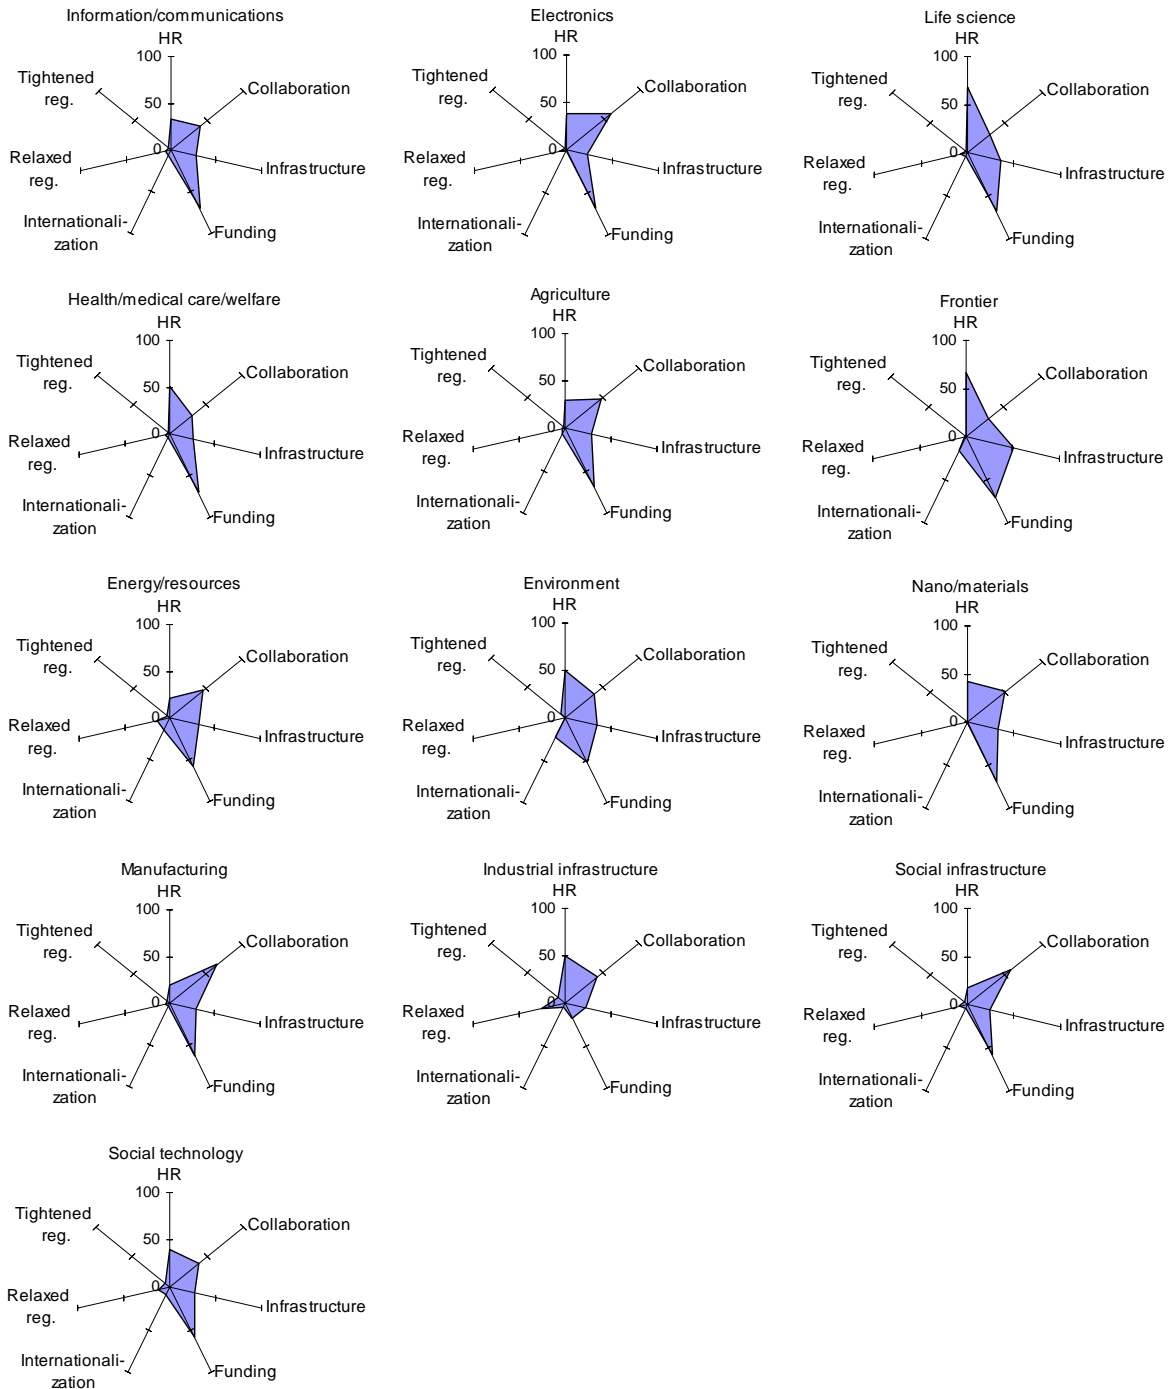 Information/communications
HR
100
50
0
Tightened
reg.
Collaboration
Relaxed
reg.
Infrastructure
Internationali-
zation
Funding
Electronics
HR
100
50
0
Tightened
reg.
Collaboration
Relaxed
reg.
Infrastructure
Internationali-
zation
Funding
Life science
HR
100
50
0
Tightened
reg.
Collaboration
Relaxed
reg.
Infrastructure
Internationali-
zation
Funding
Health/medical care/welfare
HR
100
50
0
Tightened
reg.
Collaboration
Relaxed
reg.
Infrastructure
Internationali-
zation
Funding
Agriculture
HR
100
50
0
Tightened
reg.
Collaboration
Relaxed
reg.
Infrastructure
Internationali-
zation
Funding
Frontier
HR
100
50
0
Tightened
reg.
Collaboration
Relaxed
reg.
Infrastructure
Internationali-
zation
Funding
Energy/resources
HR
100
50
0
Tightened
reg.
Collaboration
Relaxed
reg.
Infrastructure
Internationali-
zation
Funding
Environment
HR
100
50
0
Tightened
reg.
Collaboration
Relaxed
reg.
Infrastructure
Internationali-
zation
Funding
Nano/materials
HR
100
50
0
Tightened
reg.
Collaboration
Relaxed
reg.
Infrastructure
Internationali-
zation
Funding
Manufacturing
HR
100
50
0
Tightened
reg.
Collaboration
Relaxed
reg.
Infrastructure
Internationali-
zation
Funding
Industrial infrastructure
HR
100
50
0
Tightened
reg.
Collaboration
Relaxed
reg.
Infrastructure
Internationali-
zation
Funding
Social infrastructure
HR
100
50
0
Tightened
reg.
Collaboration
Relaxed
reg.
Infrastructure
Internationali-
zation
Funding
Social technology
HR
100
50
0
Tightened
reg.
Collaboration
Relaxed
reg.
Infrastructure
Internationali-
zation
Funding